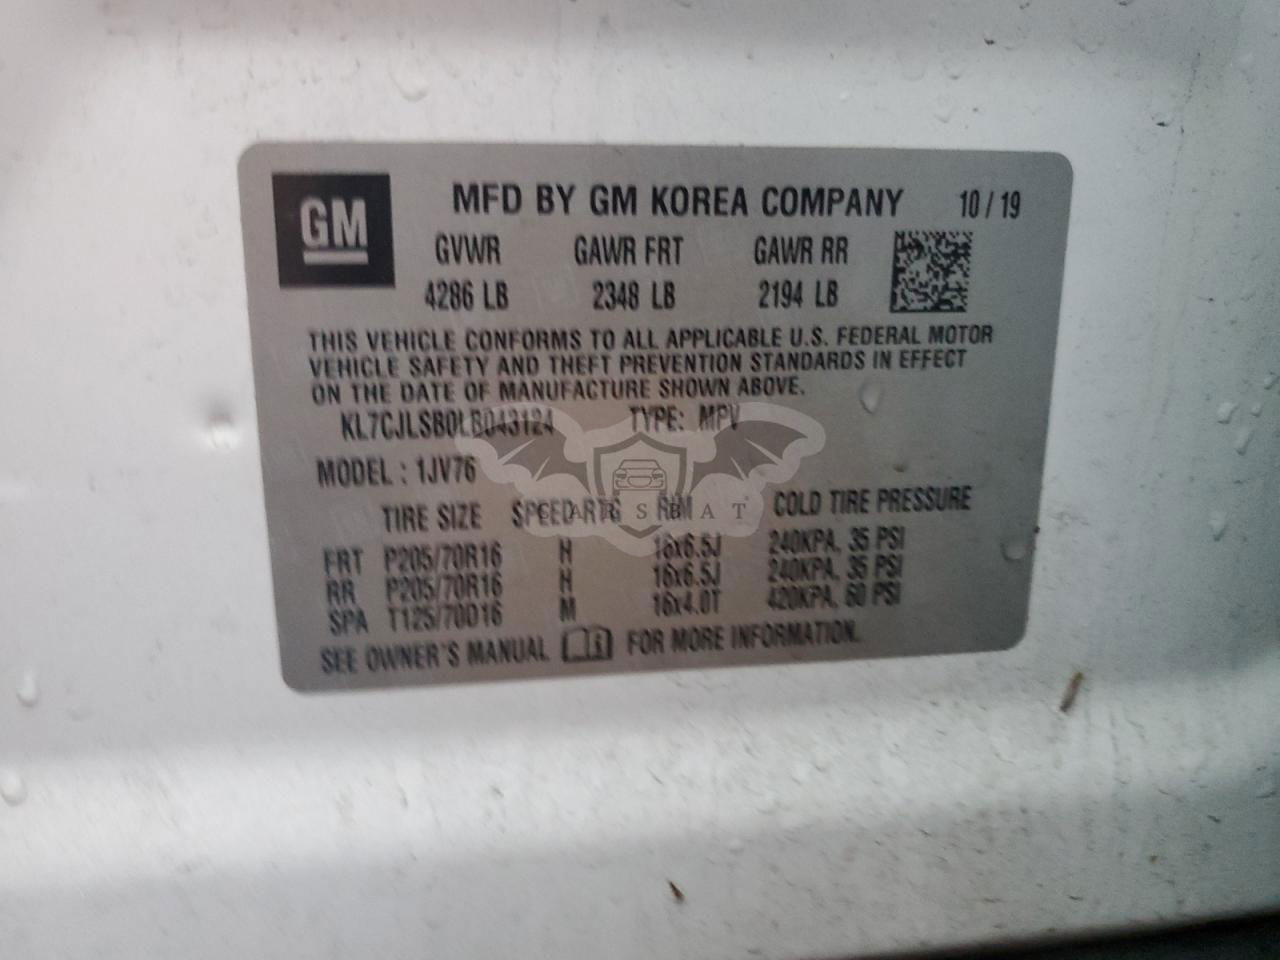 GM
MFD BY GM KOREA COMPANY 10/19
GVWR GAWR FRT GAWR RR
4286 LB 2348 LB 2194 LB
THIS VEHICLE CONFORMS TO ALL APPLICABLE U.S. FEDERAL MOTOR
VEHICLE SAFETY AND THEFT PREVENTION STANDARDS IN EFFECT
ON THE DATE OF MANUFACTURE SHOWN ABOVE.
KL7CJLSB0LB043124 TYPE: MPV
MODEL: 1JV76
TIRE SIZE SPEED RTG RIM COLD TIRE PRESSURE
FRT P205/70R16 H 16x6.5J 240KPA, 35 PSI
RR P205/70R16 H 16x6.5J 240KPA, 35 PSI
SPA T125/70D16 M 16x4.0T 420KPA, 60 PSI
SEE OWNER'S MANUAL FOR MORE INFORMATION.
CARSBAT